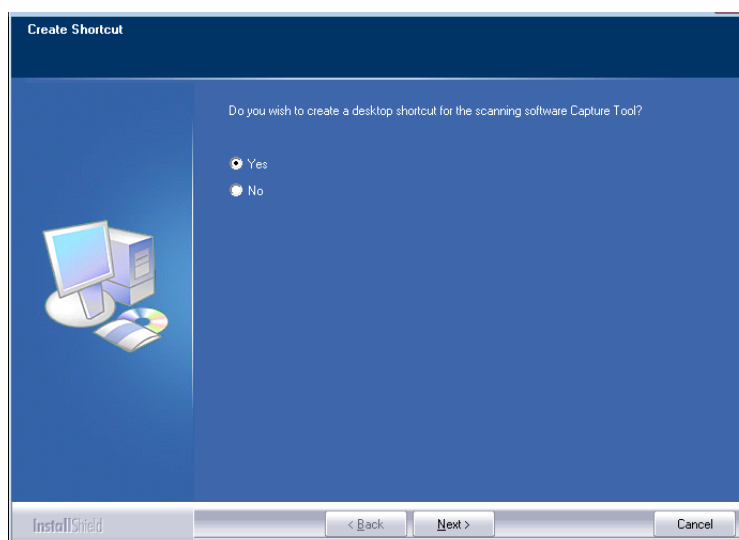 Create Shortcut
Do you wish to create a desktop shortcut for the scanning software Capture Tool?
Yes
No
InstallShield
< Back
Next >
Cancel